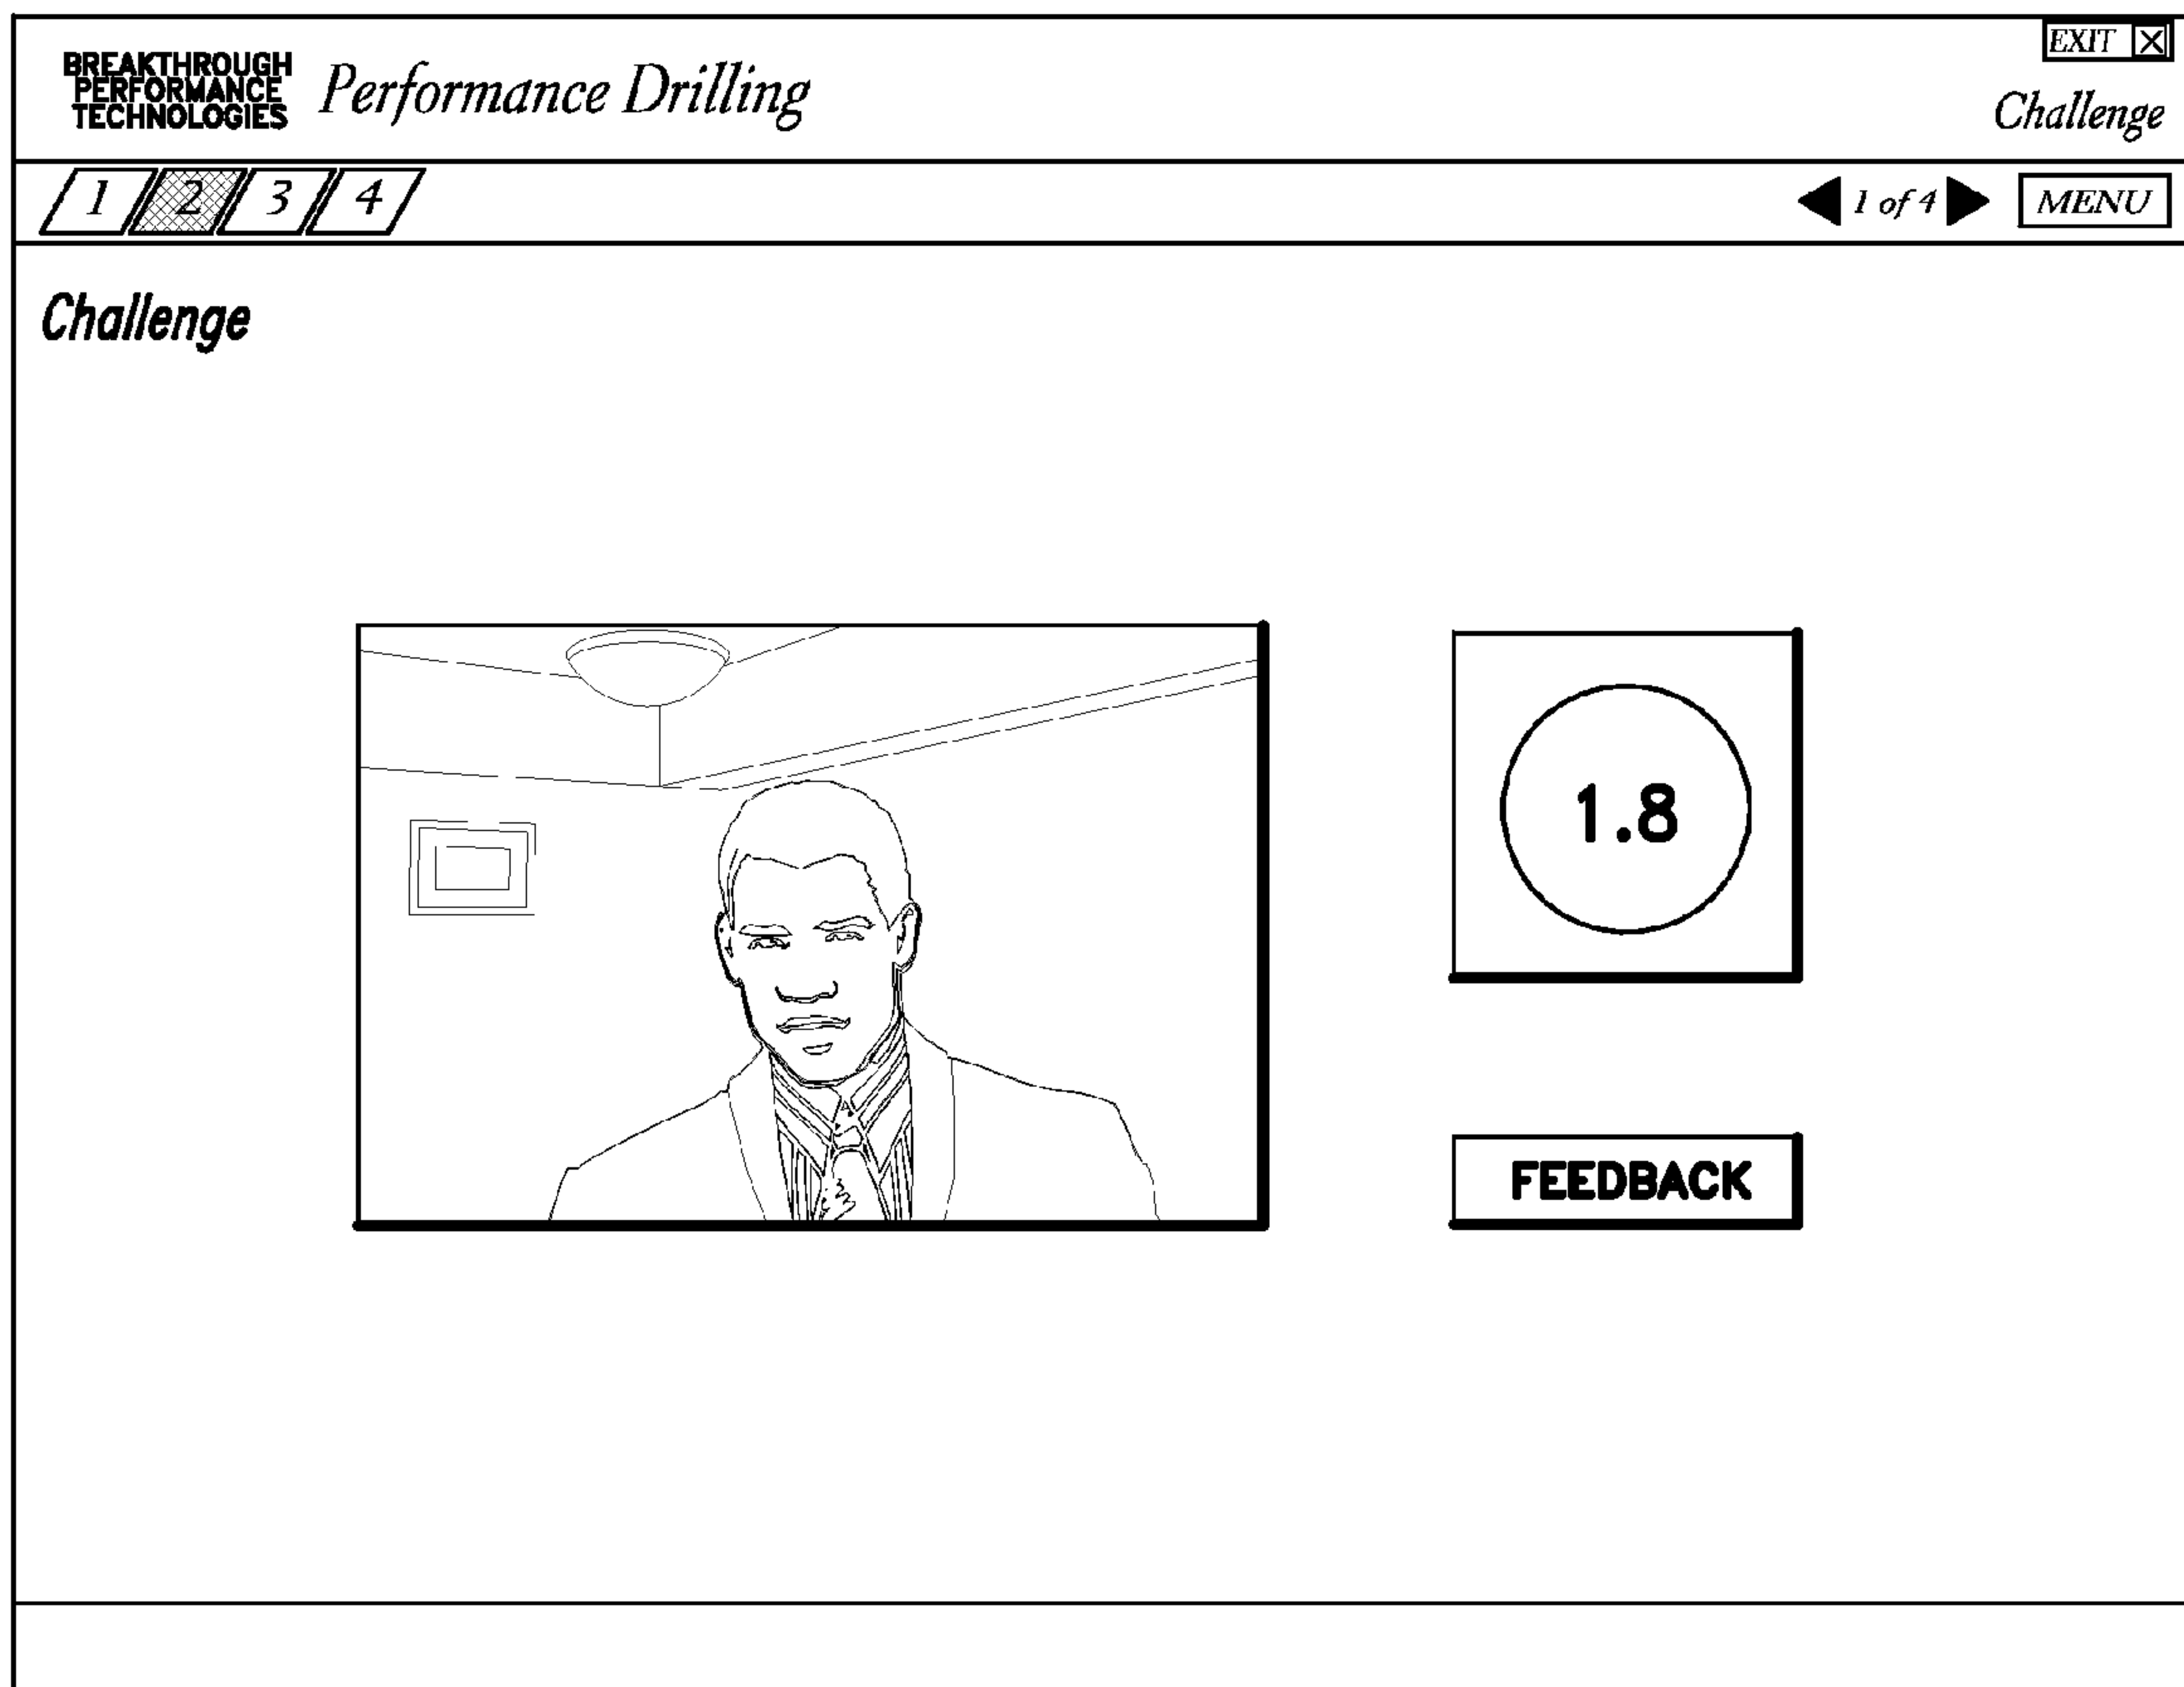 EXIT X
BREAKTHROUGH
PERFORMANCE
TECHNOLOGIES
Performance Drilling
Challenge
1 2 3 4
1 of 4
MENU
Challenge
1.8
FEEDBACK